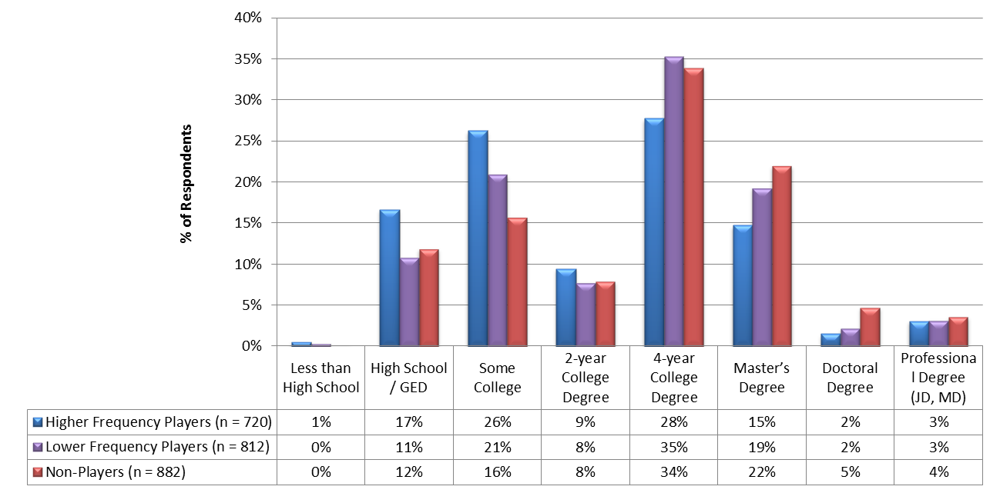 40%
35%
30%
25%
20%
15%
10%
5%
0%
% of Respondents
Less than
High School
High School
/ GED
Some
College
2-year
College
Degree
4-year
College
Degree
Master’s
Degree
Doctoral
Degree
Professiona
l Degree
(JD, MD)
Higher Frequency Players (n = 720) 1% 17% 26% 9% 28% 15% 2% 3%
Lower Frequency Players (n = 812) 0% 11% 21% 8% 35% 19% 2% 3%
Non-Players (n = 882) 0% 12% 16% 8% 34% 22% 5% 4%